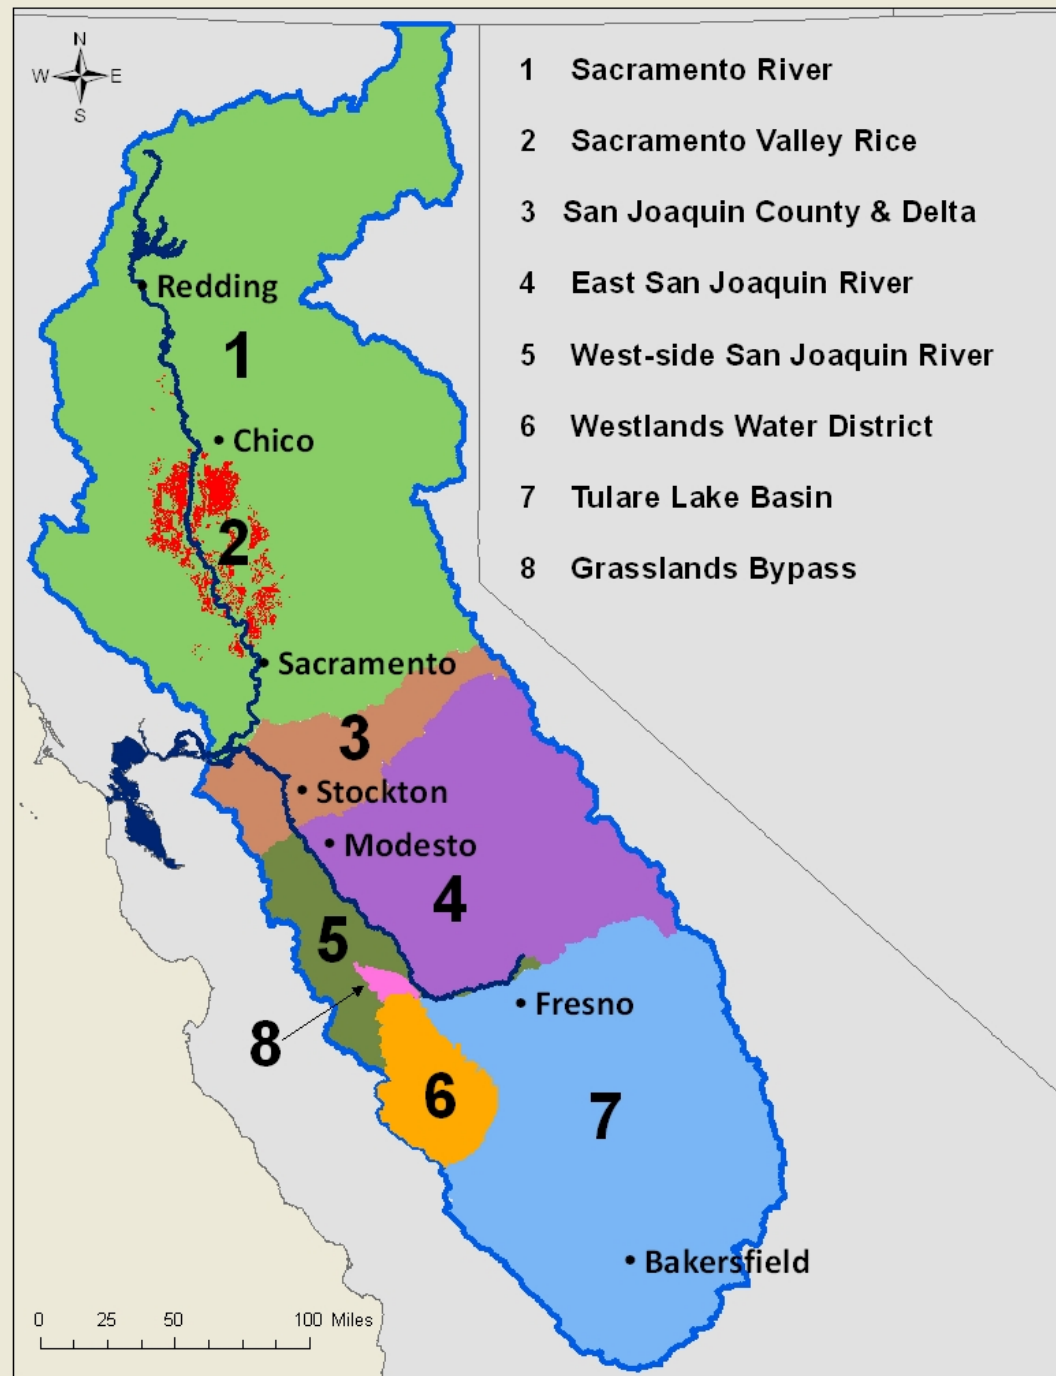 N
W E
S
1 Sacramento River
2 Sacramento Valley Rice
3 San Joaquin County & Delta
4 East San Joaquin River
5 West-side San Joaquin River
6 Westlands Water District
7 Tulare Lake Basin
8 Grasslands Bypass
Redding
1
Chico
2
Sacramento
3
Stockton
Modesto
4
5
Fresno
8
6
7
Bakersfield
0 25 50 100 Miles